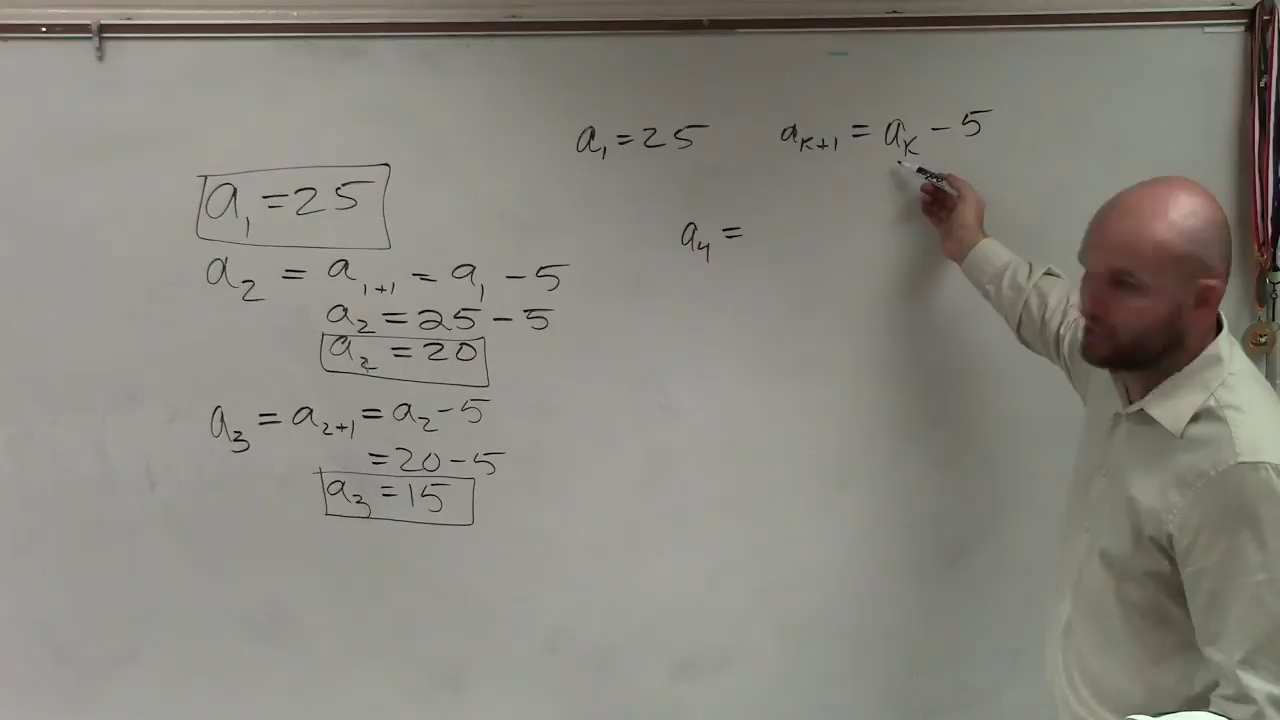 a₁ = 25
aₖ₊₁ = aₖ - 5
a₁ = 25
a₂ = a₁₊₁ = a₁ - 5
a₂ = 25 - 5
a₂ = 20
a₃ = a₂₊₁ = a₂ - 5
= 20 - 5
a₃ = 15
a₄ =